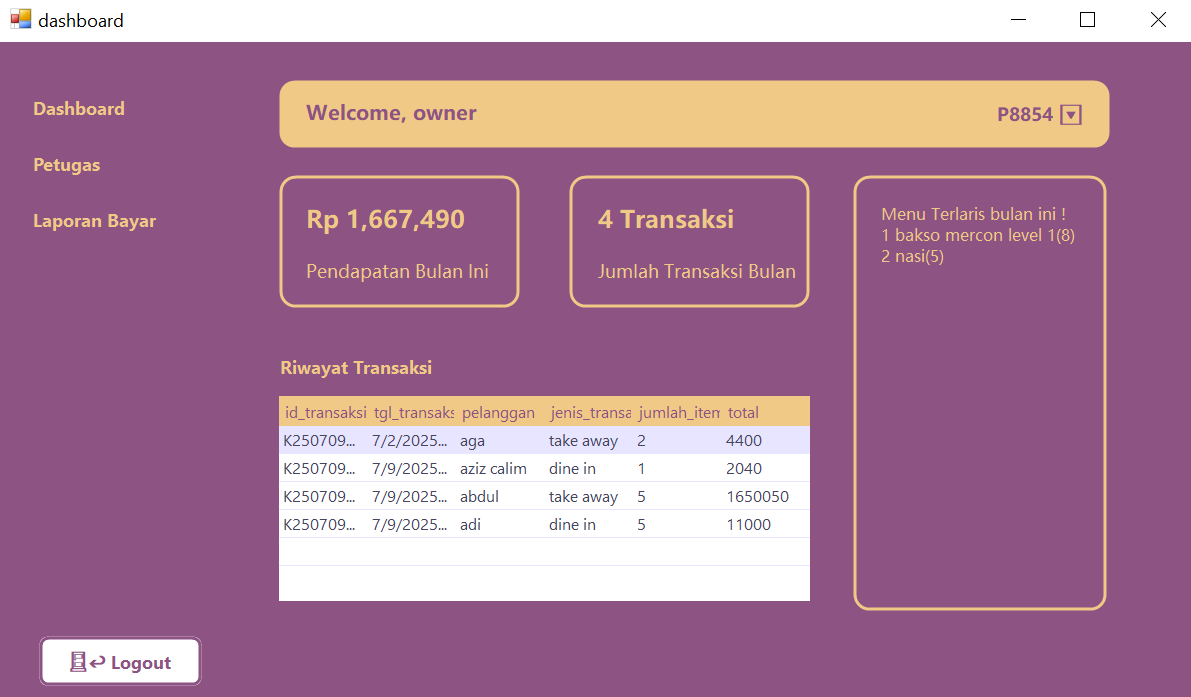 dashboard
Dashboard
Petugas
Laporan Bayar
Welcome, owner
P8854
Rp 1,667,490
Pendapatan Bulan Ini
4 Transaksi
Jumlah Transaksi Bulan
Menu Terlaris bulan ini !
1 bakso mercon level 1(8)
2 nasi(5)
Riwayat Transaksi
id_transaksi tgl_transaks pelanggan jenis_transa jumlah_item total
K250709... 7/2/2025... aga take away 2 4400
K250709... 7/9/2025... aziz calim dine in 1 2040
K250709... 7/9/2025... abdul take away 5 1650050
K250709... 7/9/2025... adi dine in 5 11000
Logout